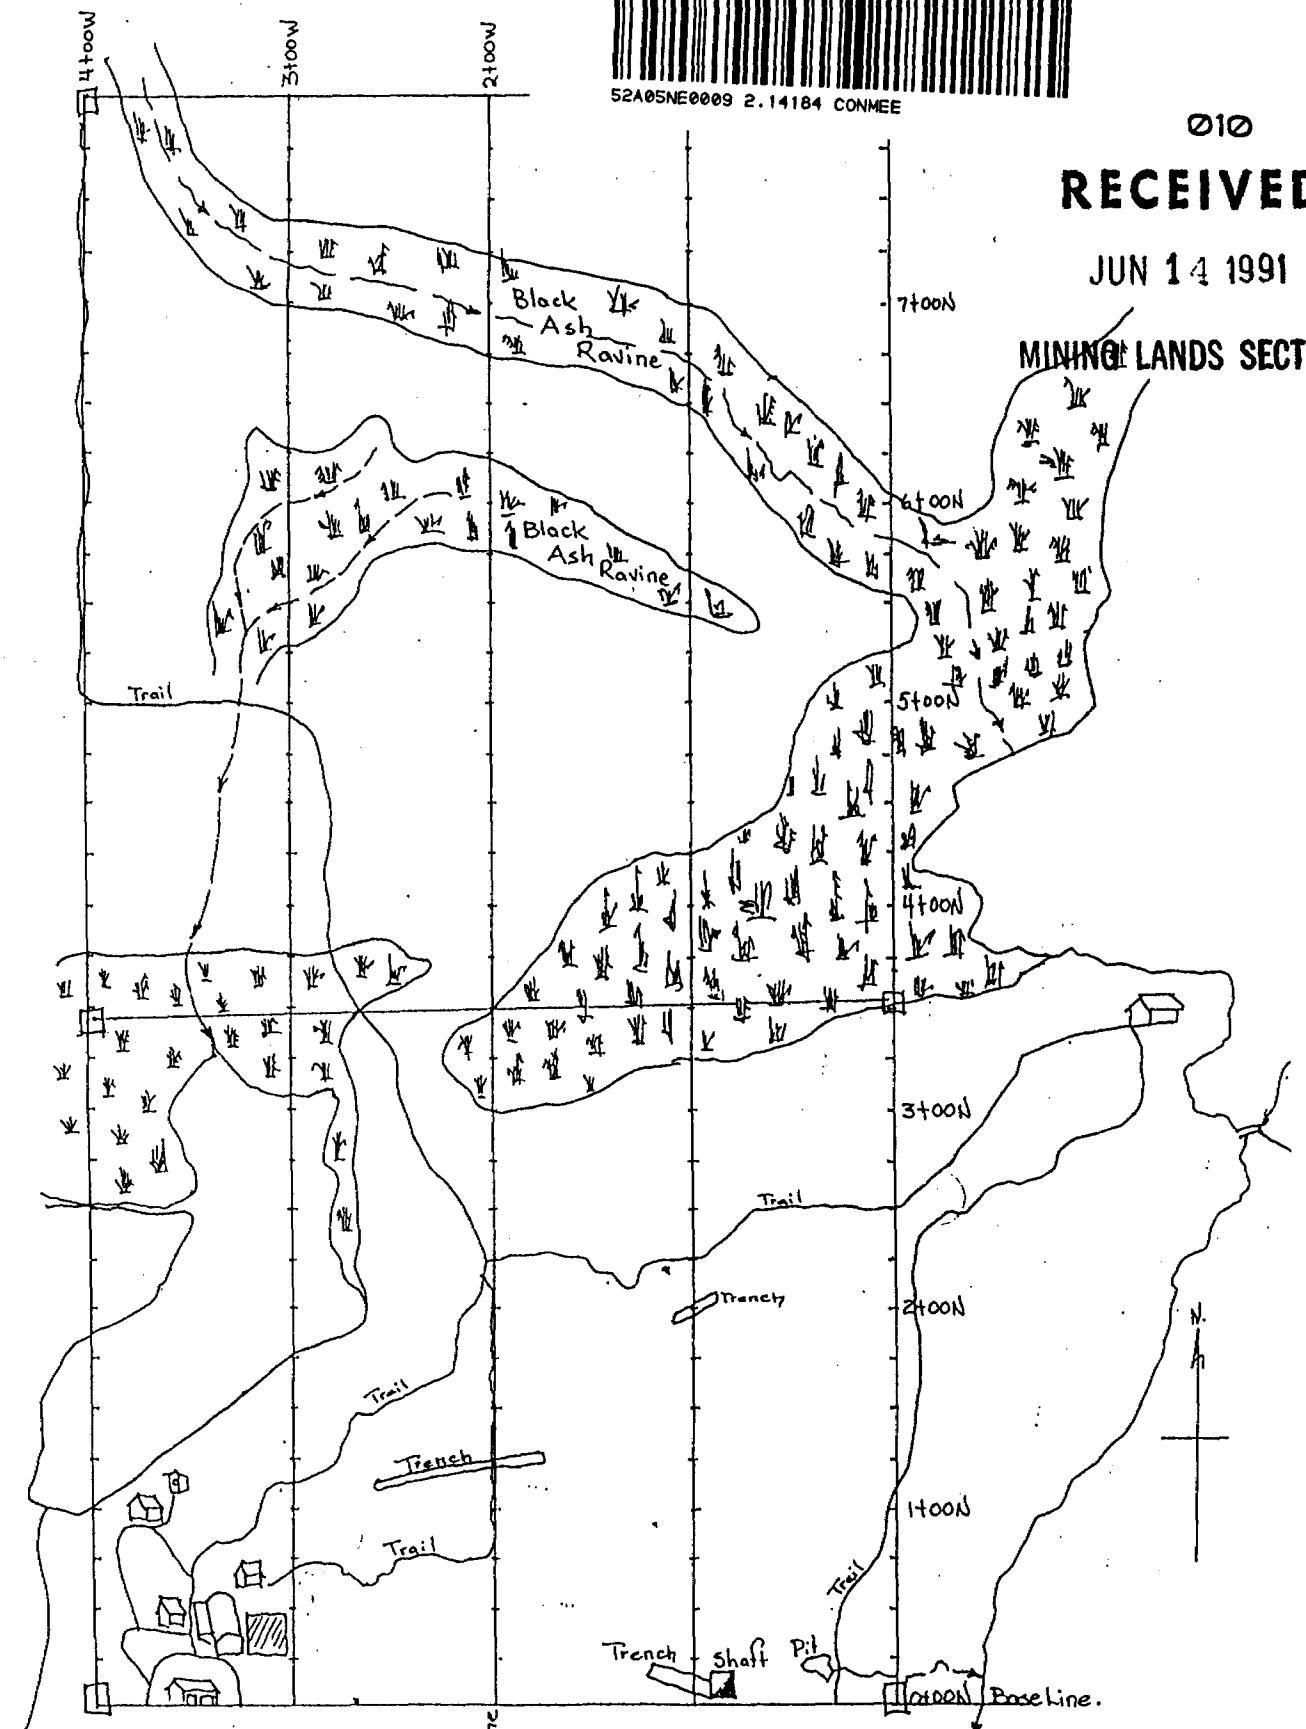 4+00W
3+00W
2+00W
52A05NE0009 2.14184 CONMEE
010
RECEIVED
JUN 14 1991
MINING LANDS SECT
7+00N
Black
Ash
Ravine
6+00N
Black
Ash
Ravine
Trail
5+00N
4+00N
3+00N
Trail
Trench
2+00N
N.
Trail
Trench
1+00N
Trail
Trail
Trench
Shaft
Pit
0+00N Base Line.